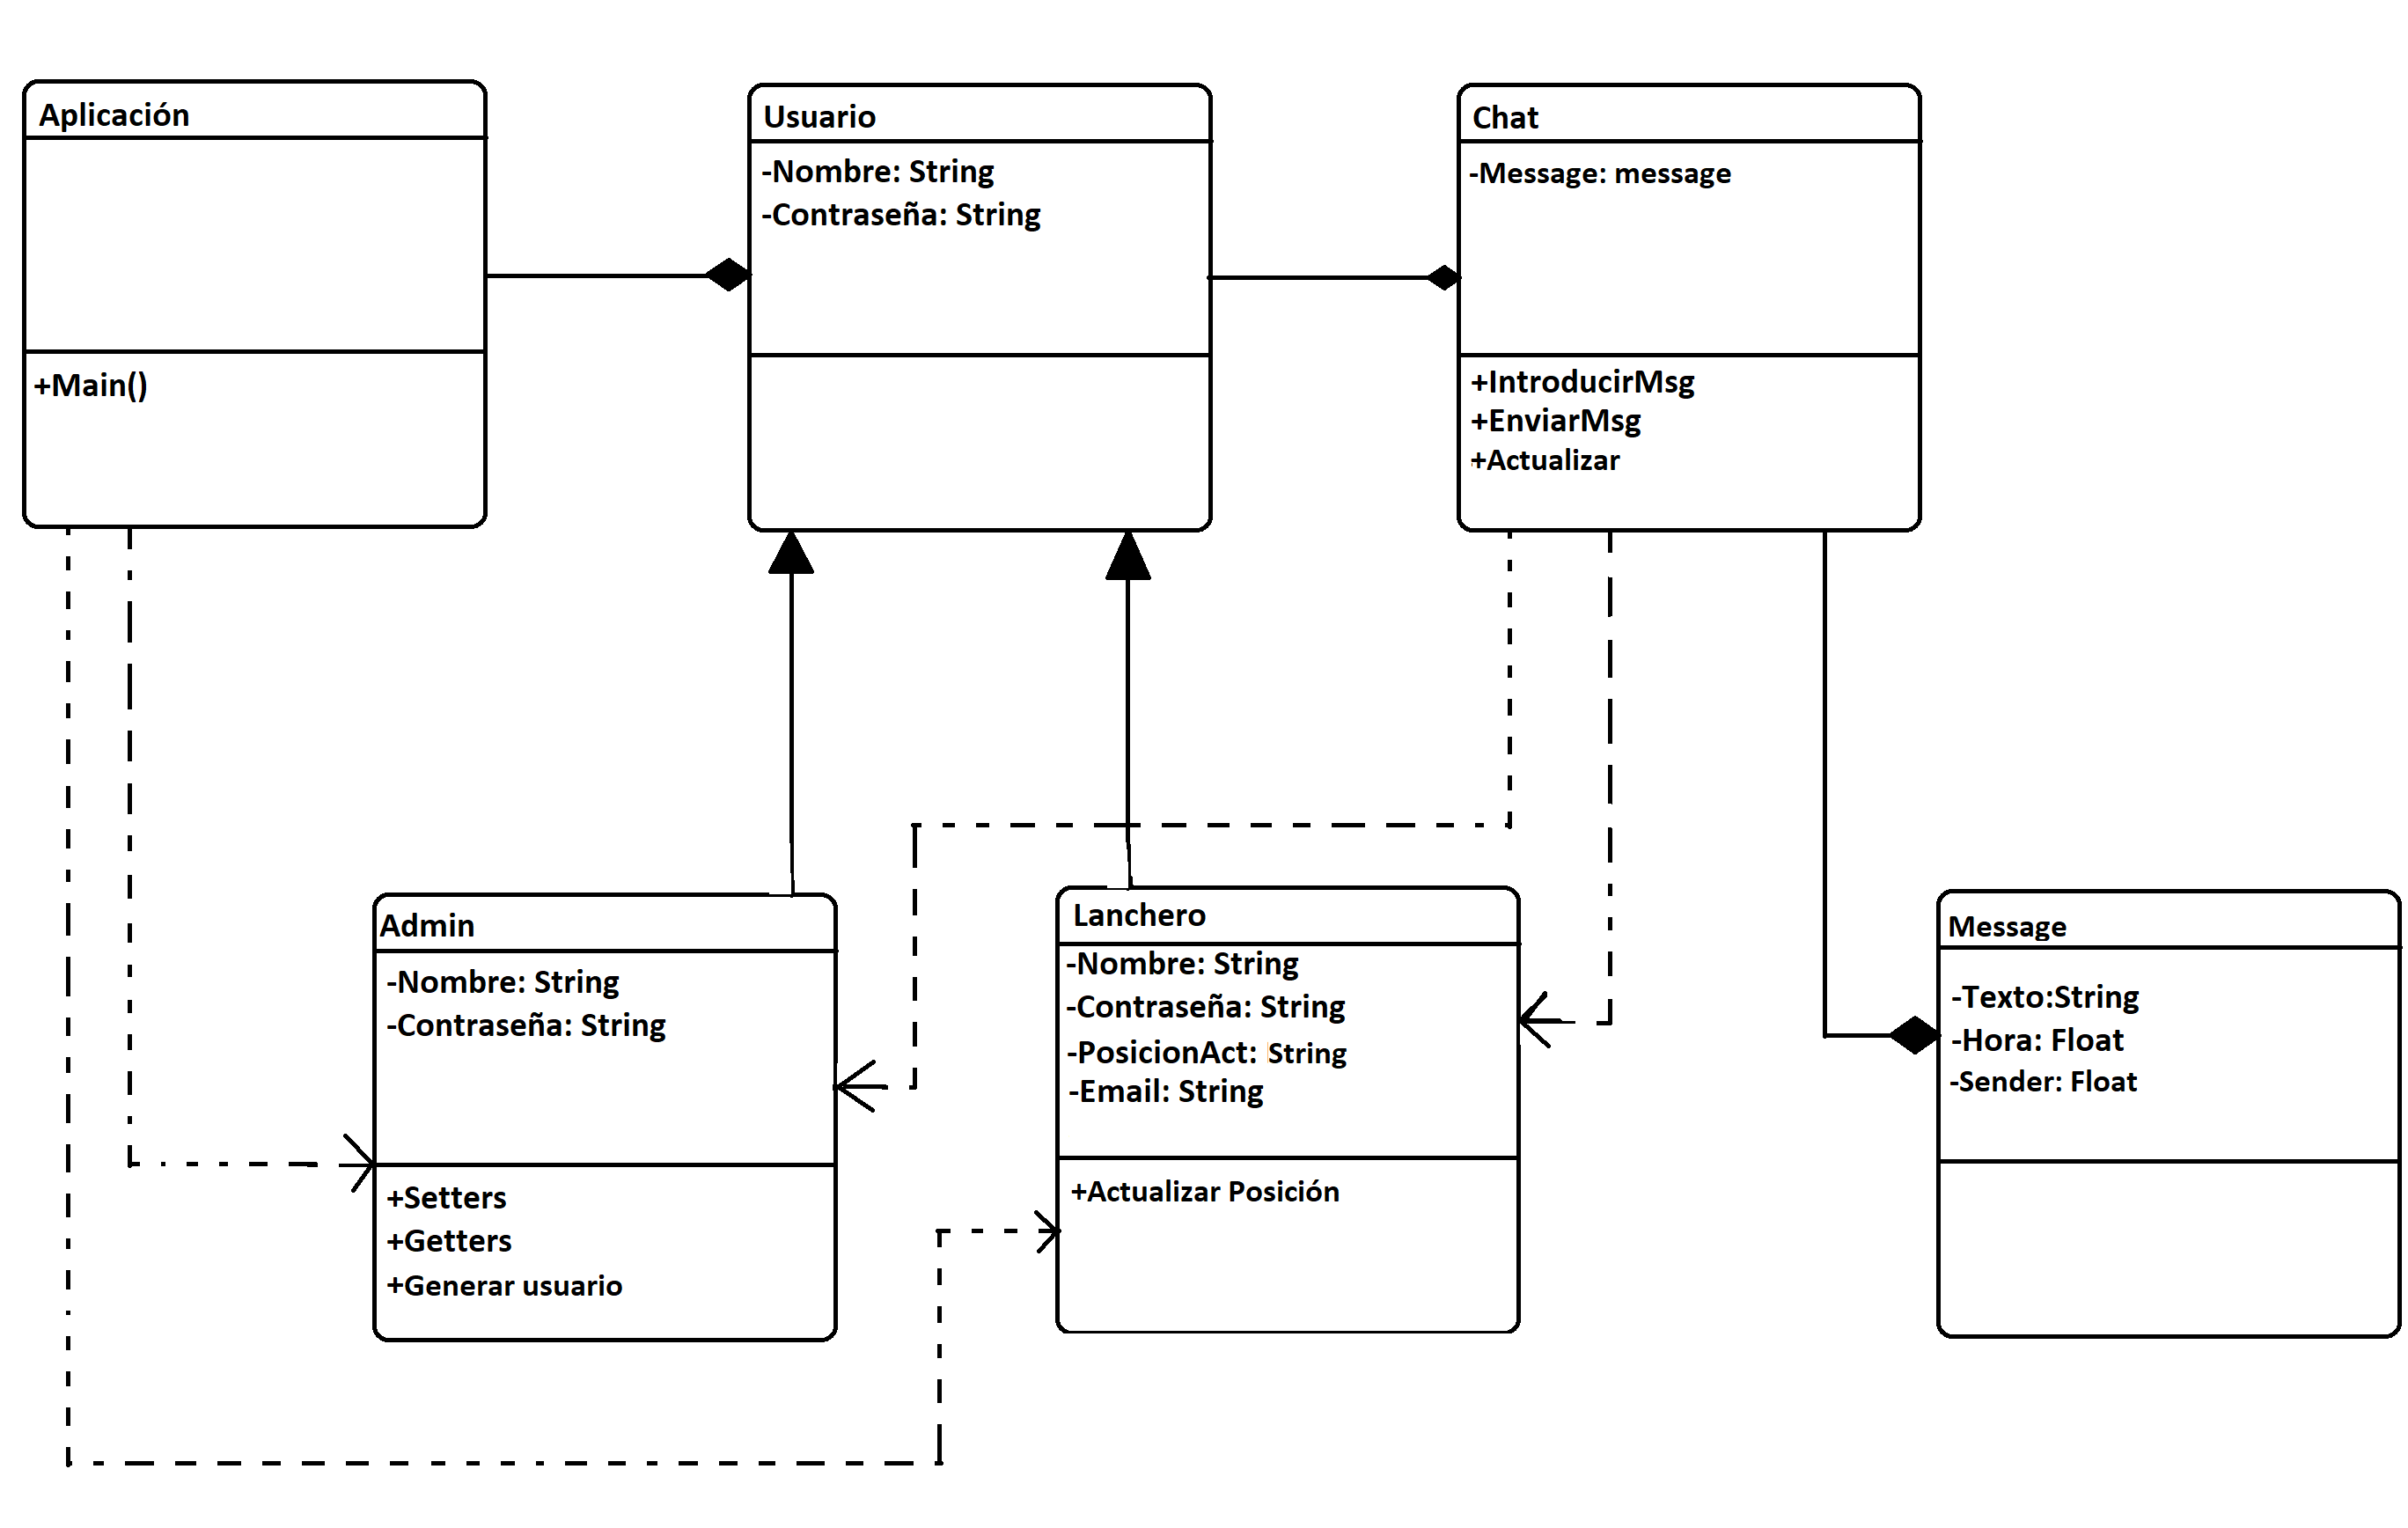 Aplicación
+Main()
Usuario
-Nombre: String
-Contraseña: String
Chat
-Message: message
+IntroducirMsg
+EnviarMsg
+Actualizar
Admin
-Nombre: String
-Contraseña: String
+Setters
+Getters
+Generar usuario
Lanchero
-Nombre: String
-Contraseña: String
-PosicionAct: String
-Email: String
+Actualizar Posición
Message
-Texto:String
-Hora: Float
-Sender: Float